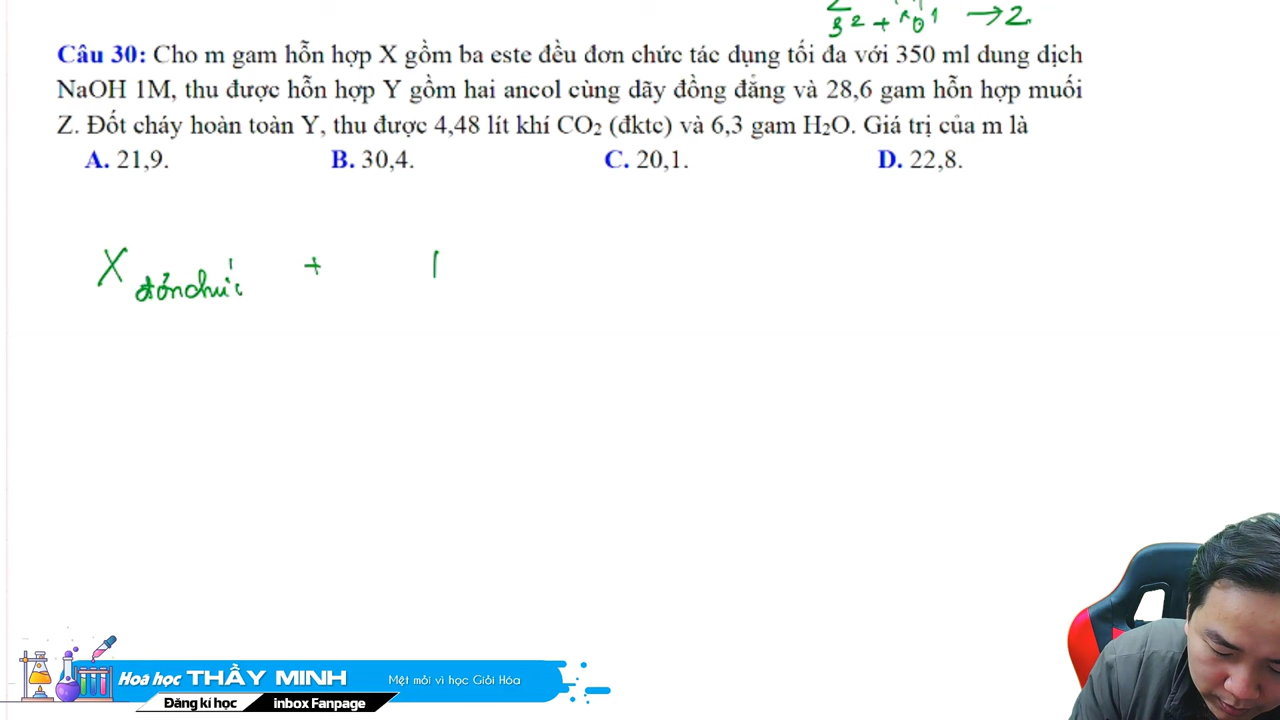 3² + x0¹ → 2
Câu 30: Cho m gam hỗn hợp X gồm ba este đều đơn chức tác dụng tối đa với 350 ml dung dịch
NaOH 1M, thu được hỗn hợp Y gồm hai ancol cùng dãy đồng đẳng và 28,6 gam hỗn hợp muối
Z. Đốt cháy hoàn toàn Y, thu được 4,48 lít khí CO₂ (đktc) và 6,3 gam H₂O. Giá trị của m là
A. 21,9. B. 30,4. C. 20,1. D. 22,8.
X đơn chức +
Hoá học THẦY MINH
Mệt mỏi vì học Giỏi Hóa
Đăng kí học inbox Fanpage